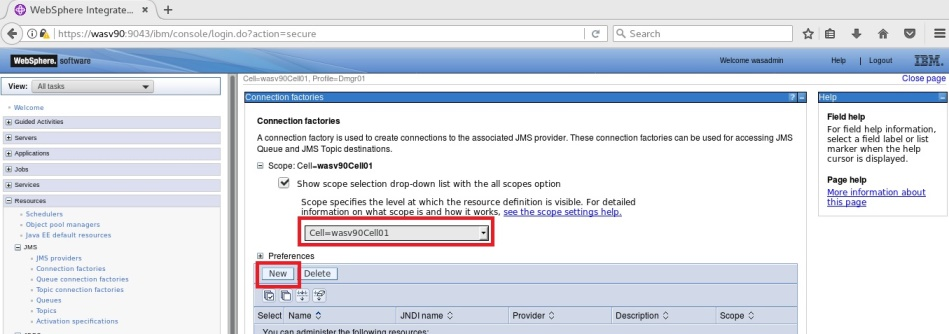 WebSphere Integrate...
https://wasv90:9043/ibm/console/login.do?action=secure
Search
WebSphere. software
Welcome wasadmin
Help | Logout
IBM.
Cell=wasv90Cell01, Profile=Dmgr01
Close page
View: All tasks
Welcome
Guided Activities
Servers
Applications
Jobs
Services
Resources
Schedulers
Object pool managers
Java EE default resources
JMS
JMS providers
Connection factories
Queue connection factories
Topic connection factories
Queues
Topics
Activation specifications
Connection factories
Connection factories
A connection factory is used to create connections to the associated JMS provider. These connection factories can be used for accessing JMS
Queue and JMS Topic destinations.
Scope: Cell=wasv90Cell01
Show scope selection drop-down list with the all scopes option
Scope specifies the level at which the resource definition is visible. For detailed
information on what scope is and how it works, see the scope settings help.
Cell=wasv90Cell01
Preferences
New Delete
Select Name JNDI name Provider Description Scope
You can administer the following resources:
Help
Field help
For field help information,
select a field label or list
marker when the help
cursor is displayed.
Page help
More information about
this page